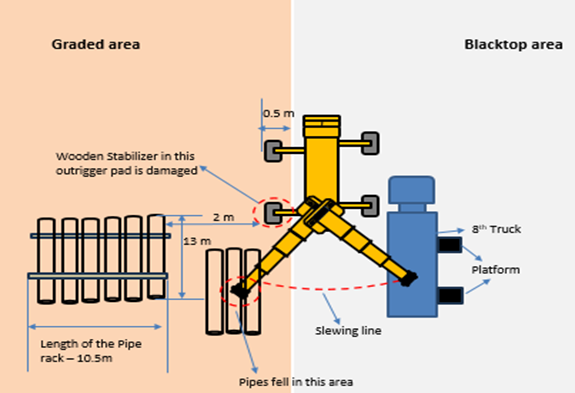 Graded area
Blacktop area
0.5 m
Wooden Stabilizer in this
outrigger pad is damaged
2 m
13 m
8th Truck
Platform
Slewing line
Length of the Pipe
rack – 10.5m
Pipes fell in this area